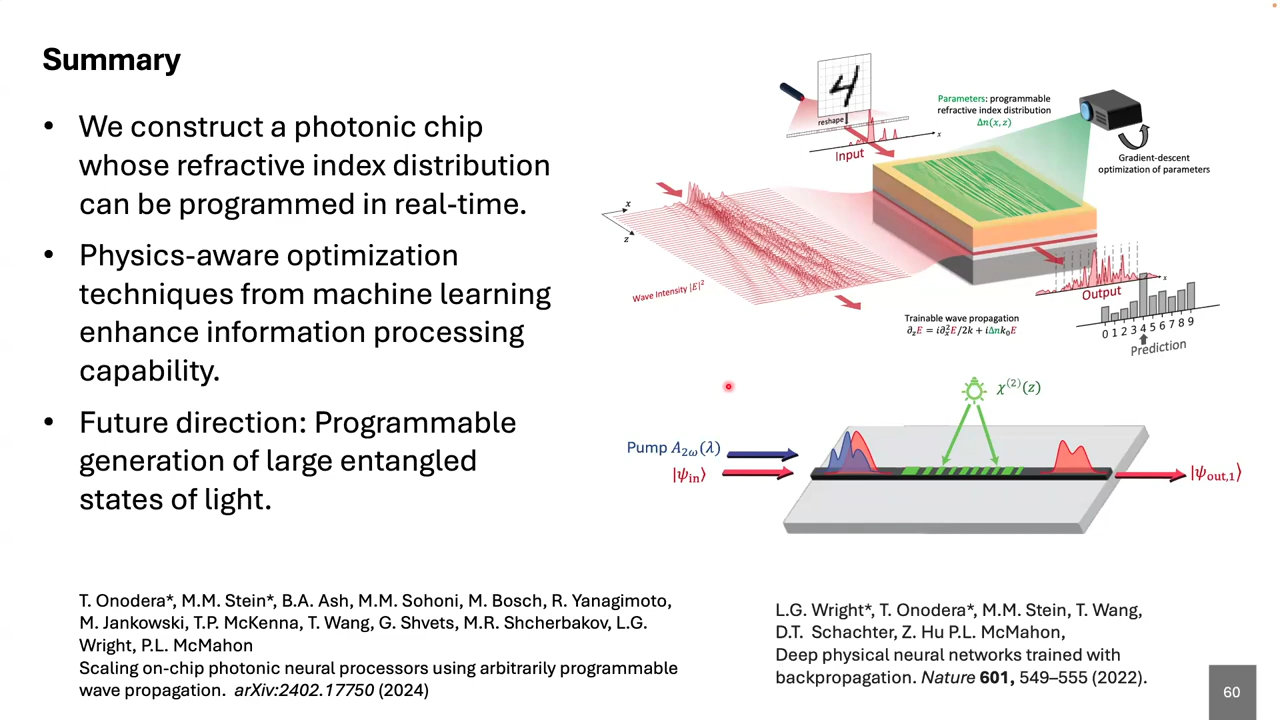 Summary
• We construct a photonic chip
whose refractive index distribution
can be programmed in real-time.
• Physics-aware optimization
techniques from machine learning
enhance information processing
capability.
• Future direction: Programmable
generation of large entangled
states of light.
4
reshape
x
Input
Parameters: programmable
refractive index distribution
Δn(x,z)
Gradient-descent
optimization of parameters
x
z
Wave Intensity |E|²
Trainable wave propagation
∂zE = i∂²xE/2k + iΔnk₀E
x
Output
0 1 2 3 4 5 6 7 8 9
Prediction
χ⁽²⁾(z)
Pump A₂ω(λ)
|ψin⟩
|ψout,1⟩
T. Onodera*, M.M. Stein*, B.A. Ash, M.M. Sohoni, M. Bosch, R. Yanagimoto,
M. Jankowski, T.P. McKenna, T. Wang, G. Shvets, M.R. Shcherbakov, L.G.
Wright, P.L. McMahon
Scaling on-chip photonic neural processors using arbitrarily programmable
wave propagation. arXiv:2402.17750 (2024)
L.G. Wright*, T. Onodera*, M.M. Stein, T. Wang,
D.T. Schachter, Z. Hu P.L. McMahon,
Deep physical neural networks trained with
backpropagation. Nature 601, 549–555 (2022).
60